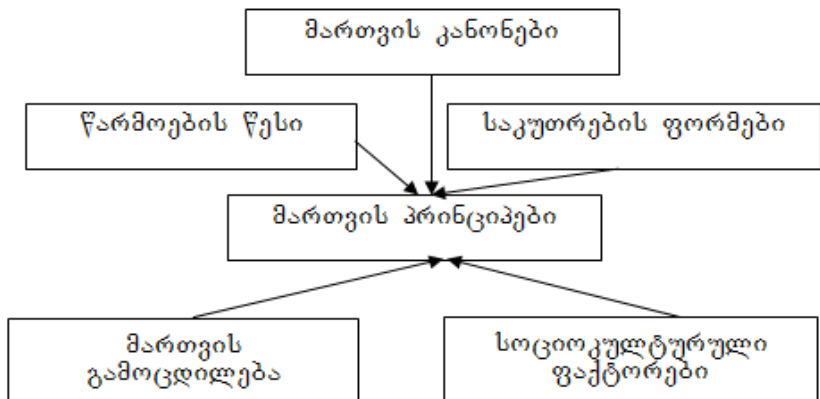 მართვის კანონები
წარმოების წესი
საკუთრების ფორმები
მართვის პრინციპები
მართვის
გამოცდილება
სოციოკულტურული
ფაქტორები